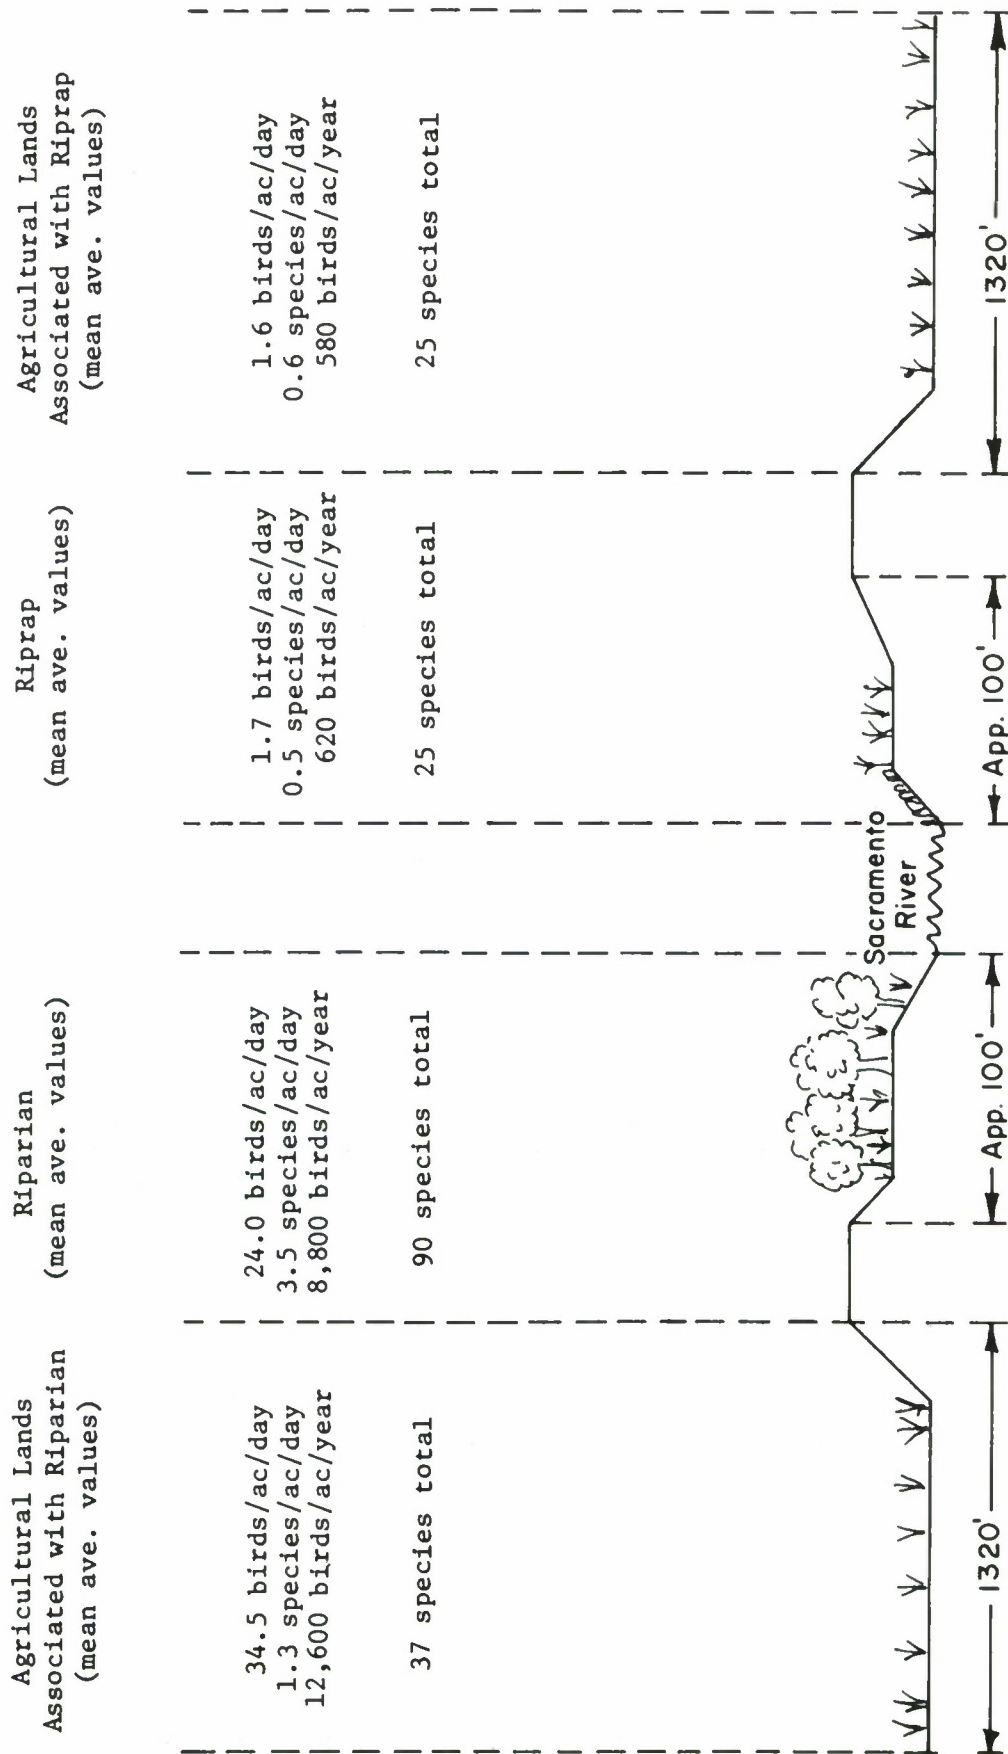 Agricultural Lands
Associated with Riparian
(mean ave. values)
34.5 birds/ac/day
1.3 species/ac/day
12,600 birds/ac/year
37 species total
Riparian
(mean ave. values)
24.0 birds/ac/day
3.5 species/ac/day
8,800 birds/ac/year
90 species total
Riprap
(mean ave. values)
1.7 birds/ac/day
0.5 species/ac/day
620 birds/ac/year
25 species total
Agricultural Lands
Associated with Riprap
(mean ave. values)
1.6 birds/ac/day
0.6 species/ac/day
580 birds/ac/year
25 species total
Sacramento
River
1320'
App. 100'
App. 100'
1320'